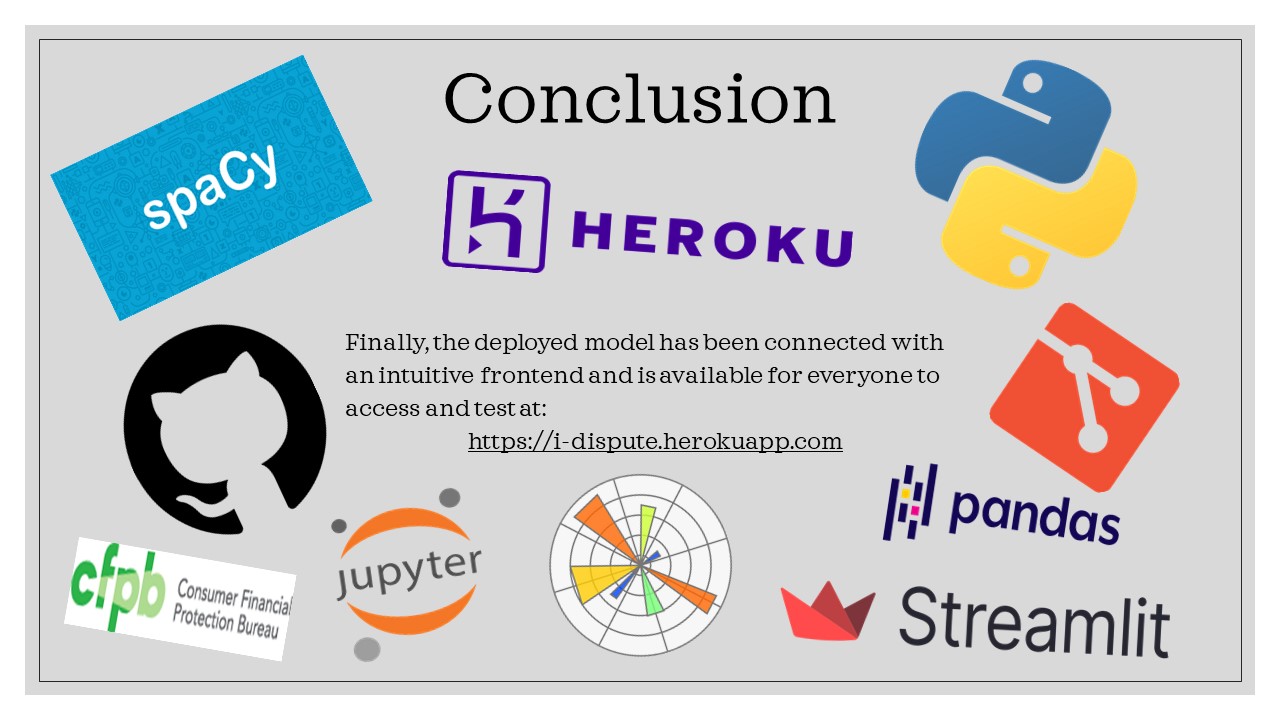 Conclusion
spaCy
HEROKU
Finally, the deployed model has been connected with
an intuitive frontend and is available for everyone to
access and test at:
https://i-dispute.herokuapp.com
pandas
jupyter
cfpb Consumer Financial
Protection Bureau
Streamlit